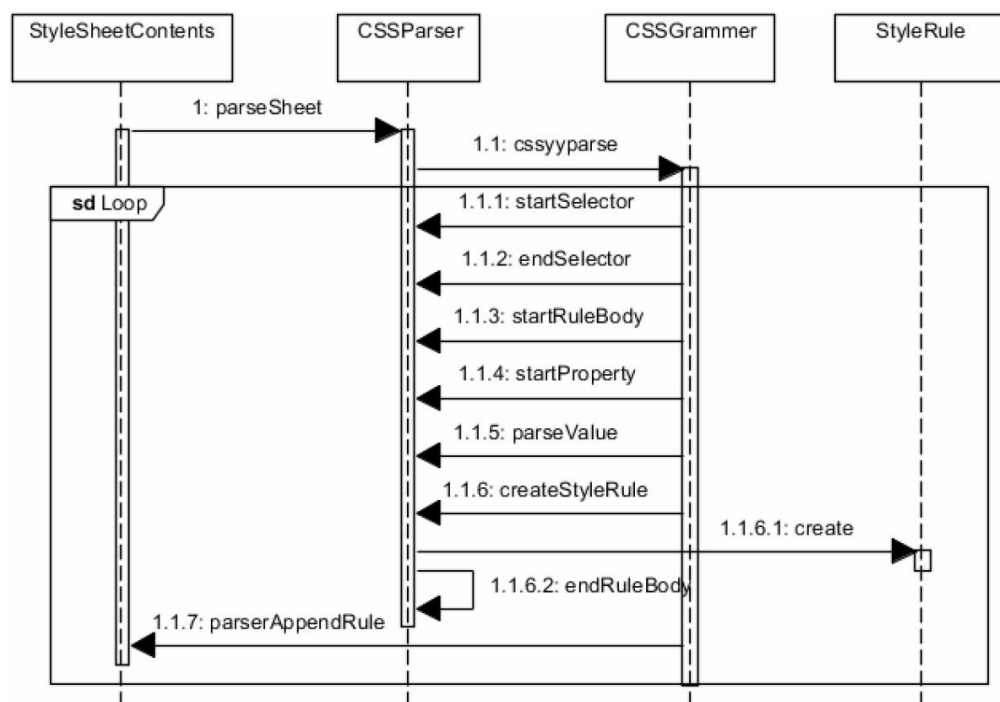 StyleSheetContents
CSSParser
CSSGrammer
StyleRule
1: parseSheet
1.1: cssyyparse
sd Loop
1.1.1: startSelector
1.1.2: endSelector
1.1.3: startRuleBody
1.1.4: startProperty
1.1.5: parseValue
1.1.6: createStyleRule
1.1.6.1: create
1.1.6.2: endRuleBody
1.1.7: parserAppendRule